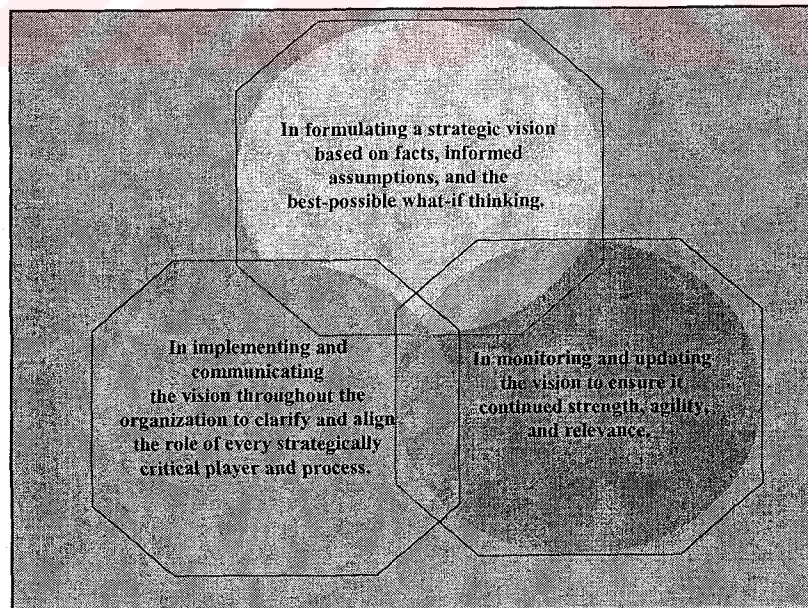 In formulating a strategic vision
based on facts, informed
assumptions, and the
best-possible what-if thinking.
In implementing and
communicating
the vision throughout the
organization to clarify and align
the role of every strategically
critical player and process.
In monitoring and updating
the vision to ensure it
continued strength, agility,
and relevance.